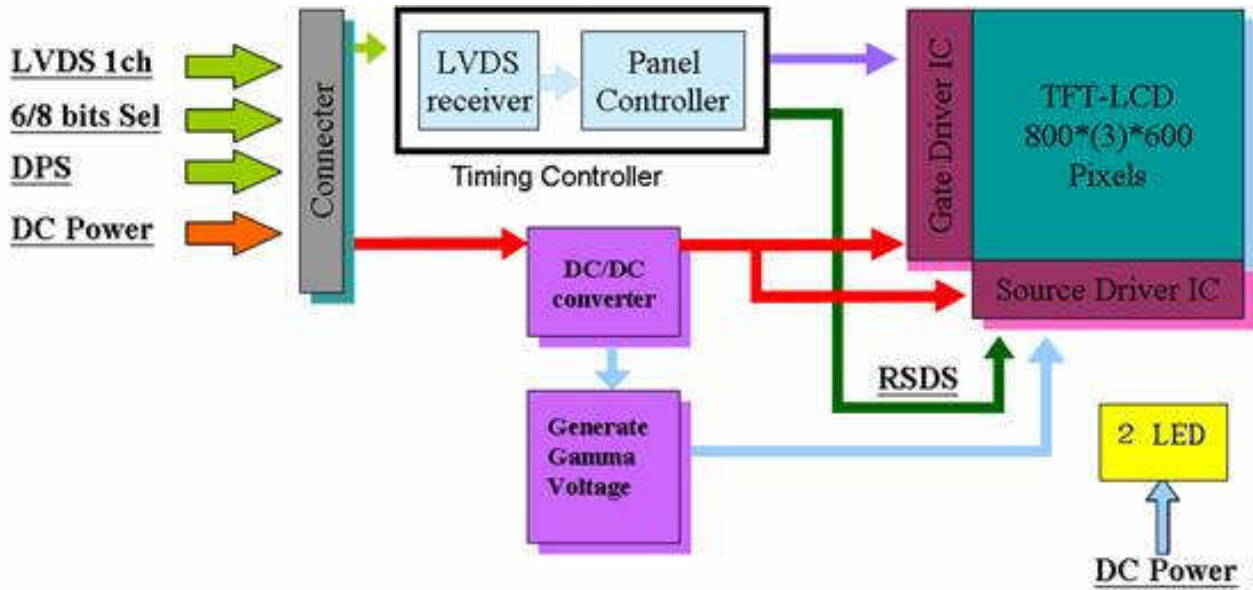 LVDS 1ch
6/8 bits Sel
DPS
DC Power
Connecter
LVDS
receiver
Panel
Controller
Timing Controller
DC/DC
converter
Generate
Gamma
Voltage
Gate Driver IC
TFT-LCD
800*(3)*600
Pixels
Source Driver IC
RSDS
2 LED
DC Power